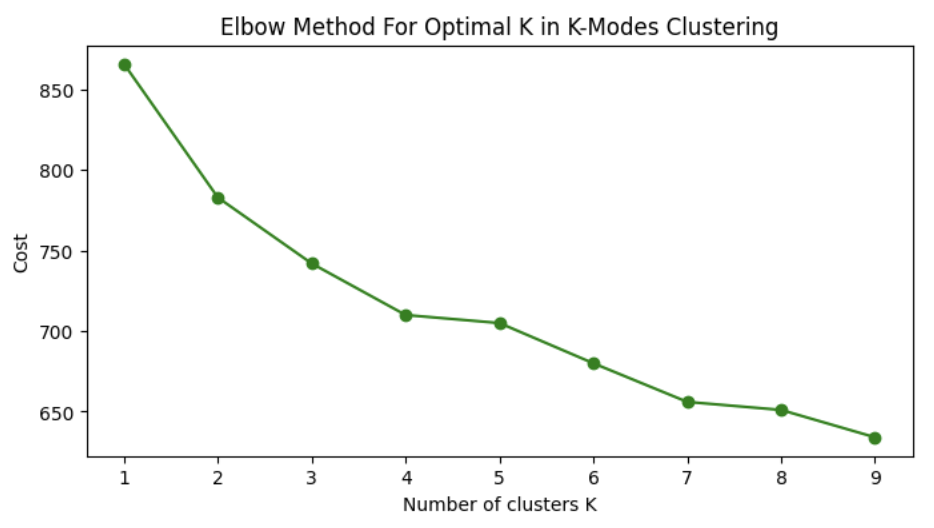 Elbow Method For Optimal K in K-Modes Clustering
850
800
750
700
650
Cost
1 2 3 4 5 6 7 8 9
Number of clusters K